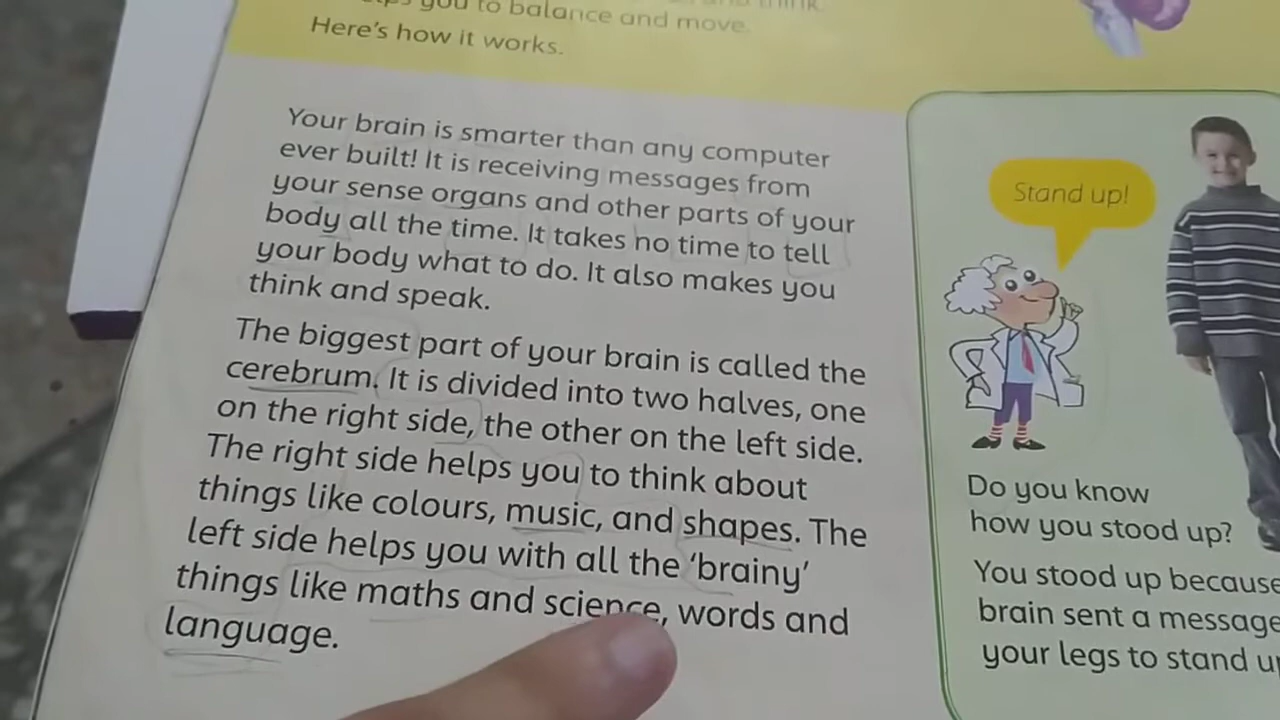 you to balance and move.
Here's how it works.
Your brain is smarter than any computer
ever built! It is receiving messages from
your sense organs and other parts of your
body all the time. It takes no time to tell
your body what to do. It also makes you
think and speak.
The biggest part of your brain is called the
cerebrum. It is divided into two halves, one
on the right side, the other on the left side.
The right side helps you to think about
things like colours, music, and shapes. The
left side helps you with all the 'brainy'
things like maths and science, words and
language.
Stand up!
Do you know
how you stood up?
You stood up because
brain sent a message
your legs to stand